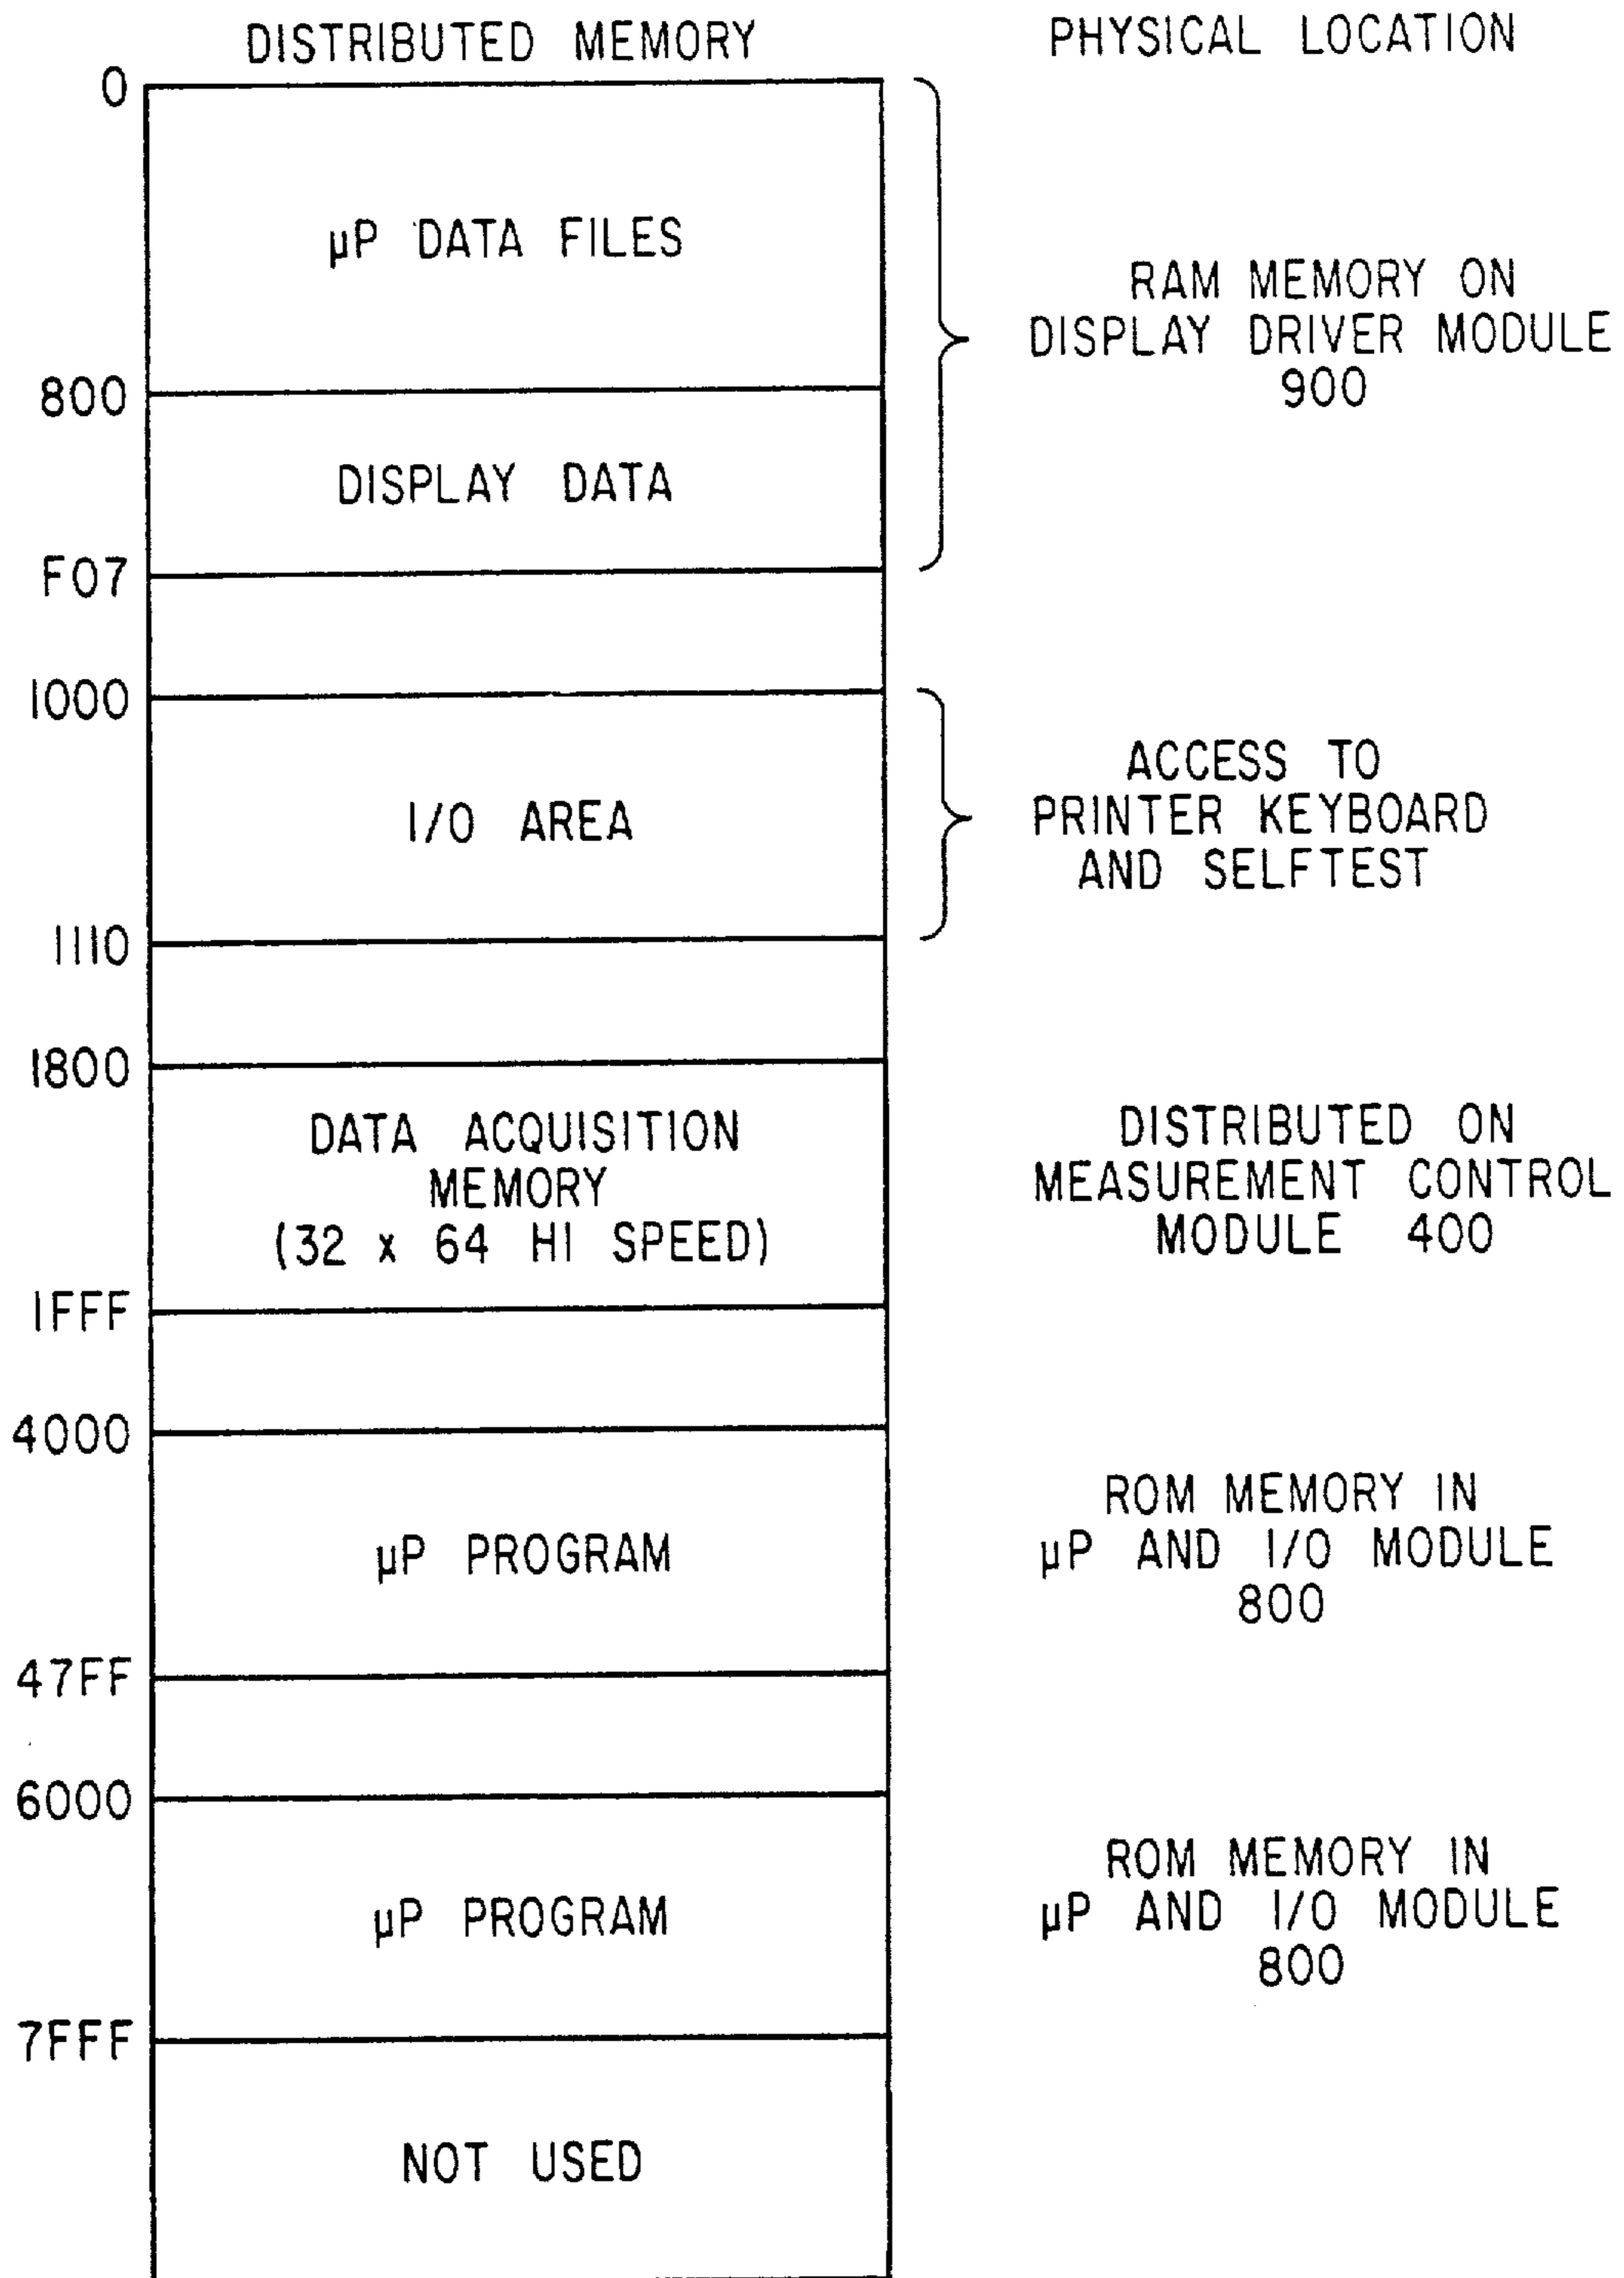 DISTRIBUTED MEMORY
PHYSICAL LOCATION
0
µP DATA FILES
RAM MEMORY ON
DISPLAY DRIVER MODULE
900
800
DISPLAY DATA
F07
1000
I/O AREA
ACCESS TO
PRINTER KEYBOARD
AND SELFTEST
1110
1800
DATA ACQUISITION
MEMORY
(32 x 64 HI SPEED)
DISTRIBUTED ON
MEASUREMENT CONTROL
MODULE 400
1FFF
4000
µP PROGRAM
ROM MEMORY IN
µP AND I/O MODULE
800
47FF
6000
µP PROGRAM
ROM MEMORY IN
µP AND I/O MODULE
800
7FFF
NOT USED